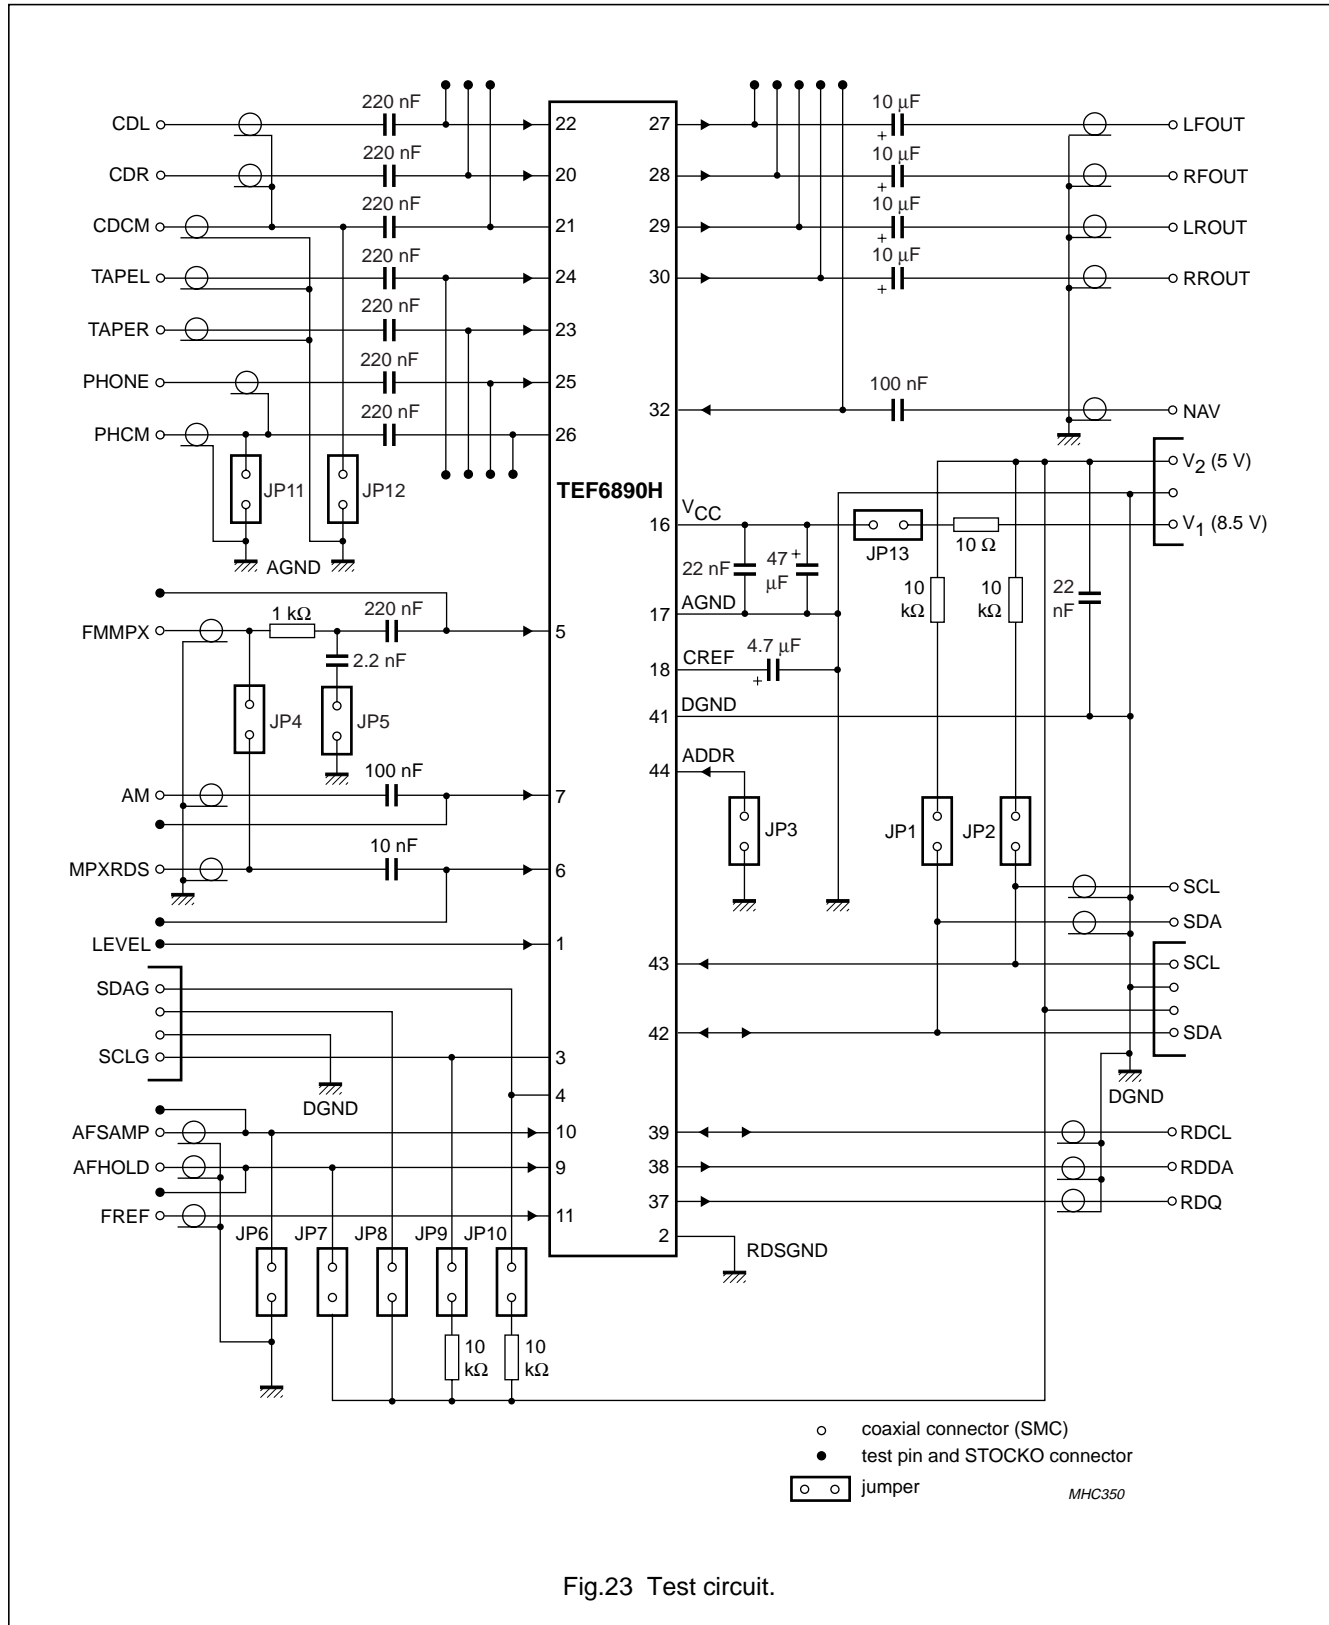 220 nF
10 μF
CDL
22
27
LFOUT
220 nF
10 μF
CDR
20
28
RFOUT
220 nF
10 μF
CDCM
21
29
LROUT
220 nF
10 μF
TAPEL
24
30
RROUT
220 nF
TAPER
23
220 nF
PHONE
25
100 nF
32
NAV
220 nF
PHCM
26
V2 (5 V)
JP11
JP12
TEF6890H
VCC
16
V1 (8.5 V)
JP13
10 Ω
AGND
22 nF
47 μF
10 kΩ
10 kΩ
22 nF
AGND
17
1 kΩ
220 nF
FMMPX
5
2.2 nF
4.7 μF
CREF
18
JP4
JP5
DGND
41
ADDR
44
100 nF
AM
7
JP3
JP1
JP2
10 nF
MPXRDS
6
SCL
SDA
LEVEL
1
43
SCL
SDAG
42
SDA
SCLG
3
DGND
4
DGND
AFSAMP
10
39
RDCL
AFHOLD
9
38
RDDA
FREF
11
37
RDQ
JP6
JP7
JP8
JP9
JP10
2
RDSGND
10 kΩ
10 kΩ
coaxial connector (SMC)
test pin and STOCKO connector
jumper
MHC350
Fig.23 Test circuit.